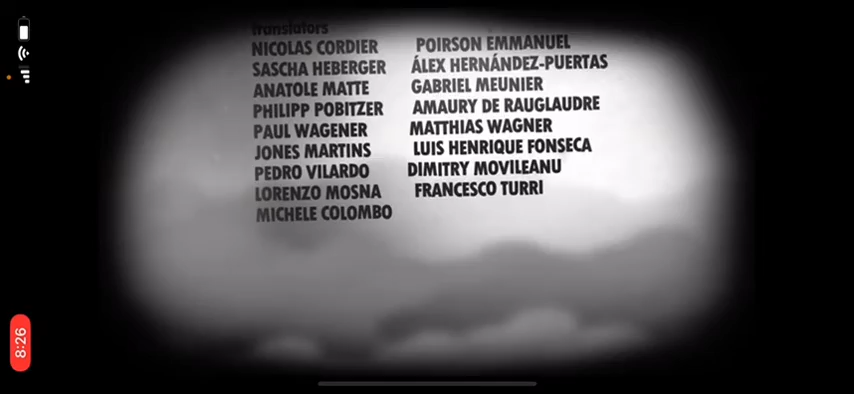 translators
NICOLAS CORDIER POIRSON EMMANUEL
SASCHA HEBERGER ÁLEX HERNÁNDEZ-PUERTAS
ANATOLE MATTE GABRIEL MEUNIER
PHILIPP POBITZER AMAURY DE RAUGLAUDRE
PAUL WAGENER MATTHIAS WAGNER
JONES MARTINS LUIS HENRIQUE FONSECA
PEDRO VILARDO DIMITRY MOVILEANU
LORENZO MOSNA FRANCESCO TURRI
MICHELE COLOMBO
8:26